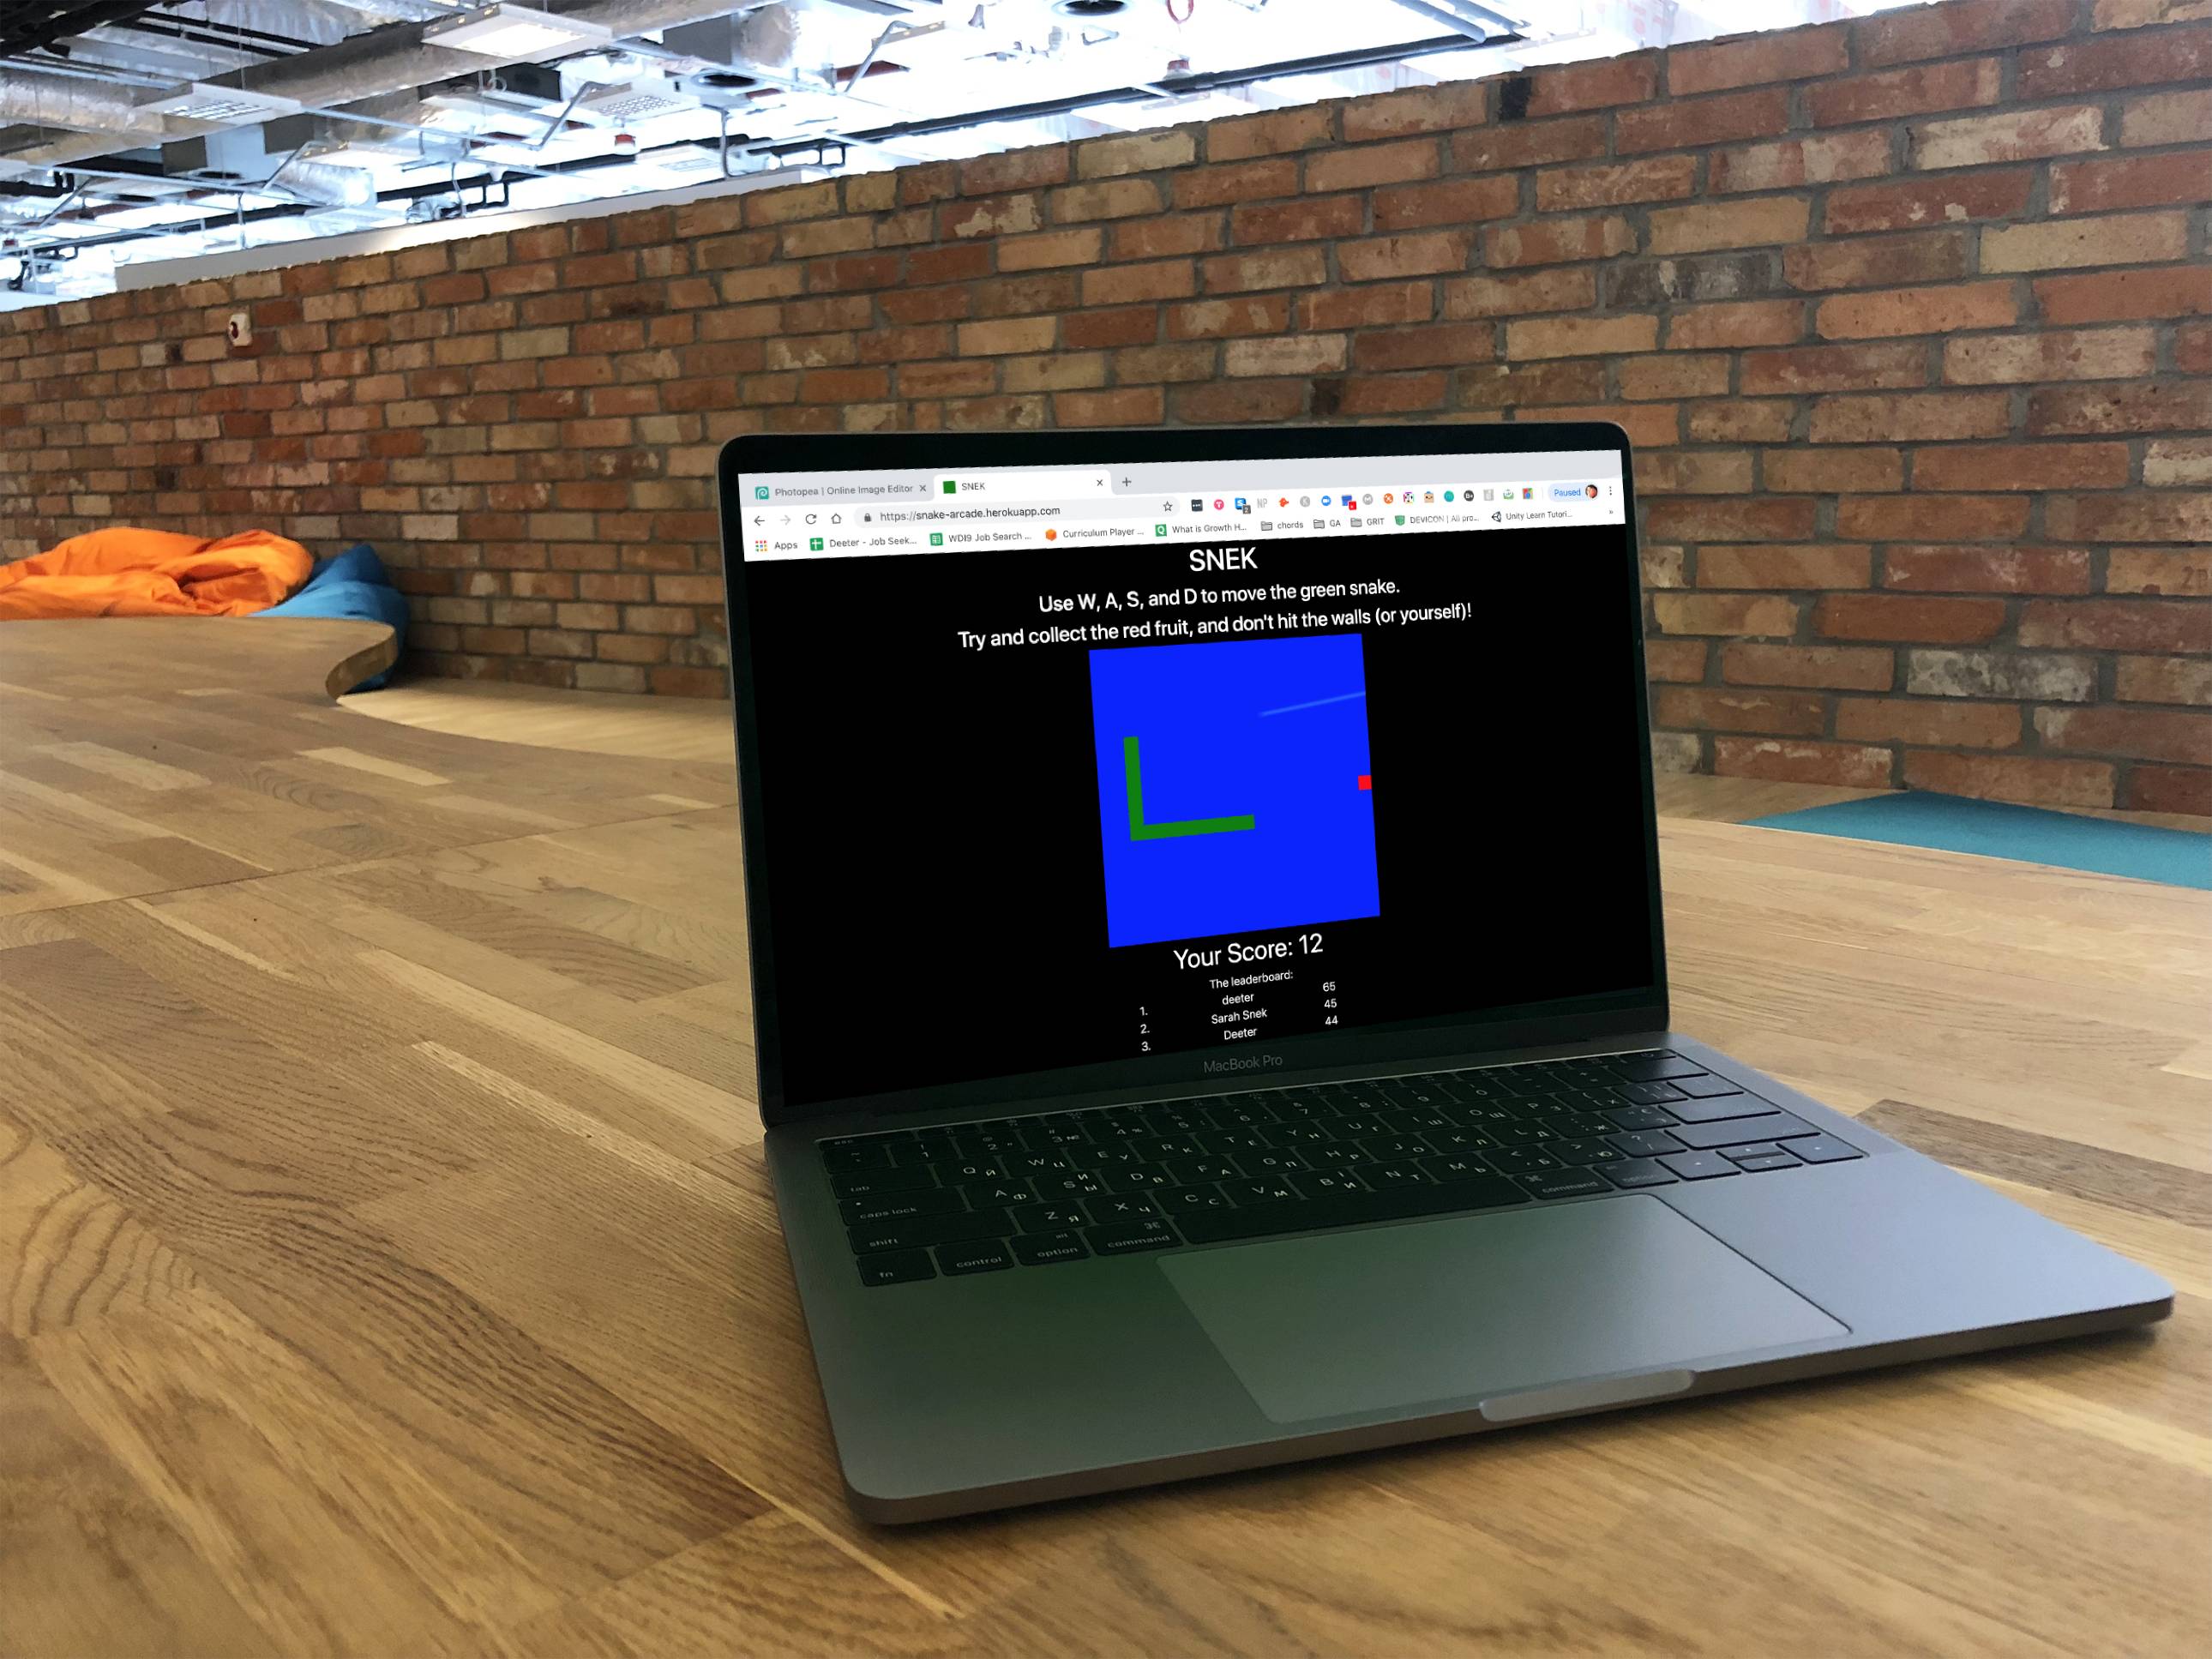 Photopea | Online Image Editor
SNEK
https://snake-arcade.herokuapp.com
NP
Paused
Apps
Deeter - Job Seek...
WDI9 Job Search ...
Curriculum Player ...
What is Growth H...
chords
GA
GRIT
DEVICON | All pro...
Unity Learn Tutori...
SNEK
Use W, A, S, and D to move the green snake.
Try and collect the red fruit, and don't hit the walls (or yourself)!
Your Score: 12
The leaderboard:
1. deeter 65
2. Sarah Snek 45
3. Deeter 44
MacBook Pro
esc
tab Q Й W Ц E У R К T Е Y Н U Г I Ш O Щ P З
caps lock A Ф S Ы D В F А G П H Р J О K Л L Д
shift Z Я X Ч C С V М B И N Т M Ь
fn control option command command option